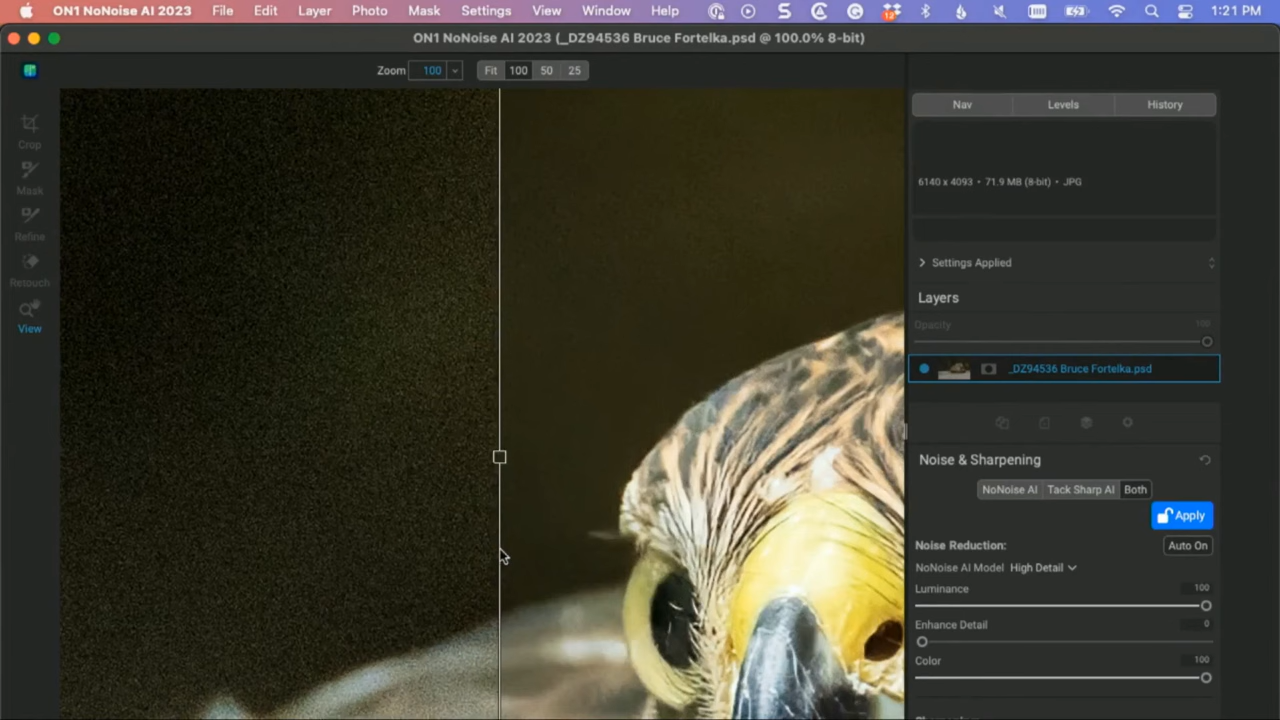 ON1 NoNoise AI 2023 File Edit Layer Photo Mask Settings View Window Help 12 1:21 PM
ON1 NoNoise AI 2023 (_DZ94536 Bruce Fortelka.psd @ 100.0% 8-bit)
Zoom 100 Fit 100 50 25
Crop
Mask
Refine
Retouch
View
Nav Levels History
6140 x 4093 • 71.9 MB (8-bit) • JPG
Settings Applied
Layers
Opacity 100
_DZ94536 Bruce Fortelka.psd
Noise & Sharpening
NoNoise AI Tack Sharp AI Both
Apply
Noise Reduction: Auto On
NoNoise AI Model High Detail
Luminance 100
Enhance Detail 0
Color 100